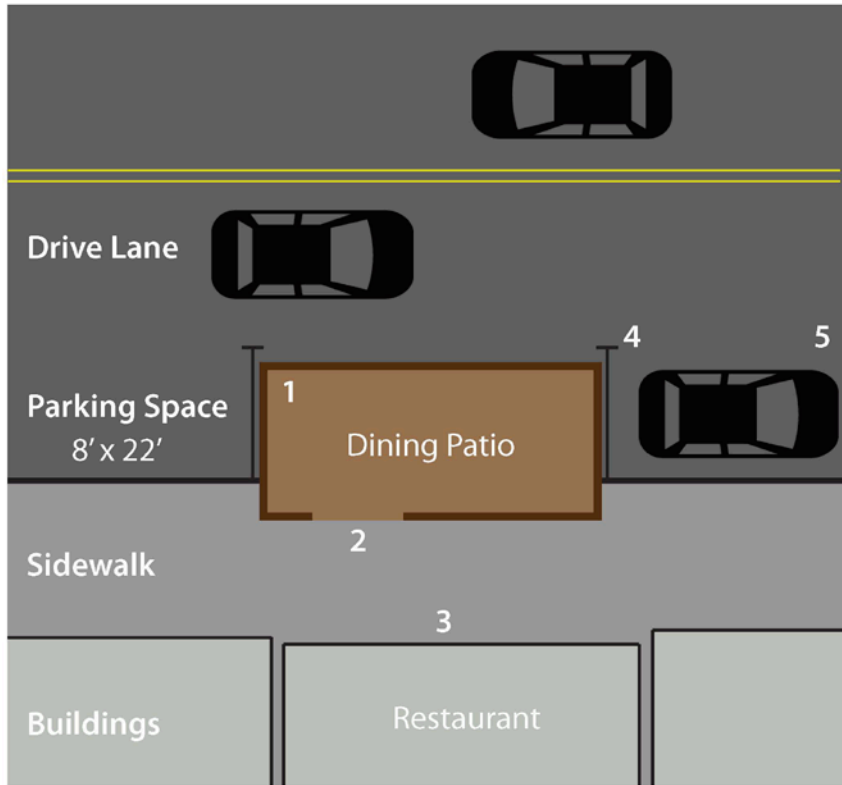 Drive Lane
4
5
1
Parking Space
8’ x 22’
Dining Patio
2
Sidewalk
3
Restaurant
Buildings